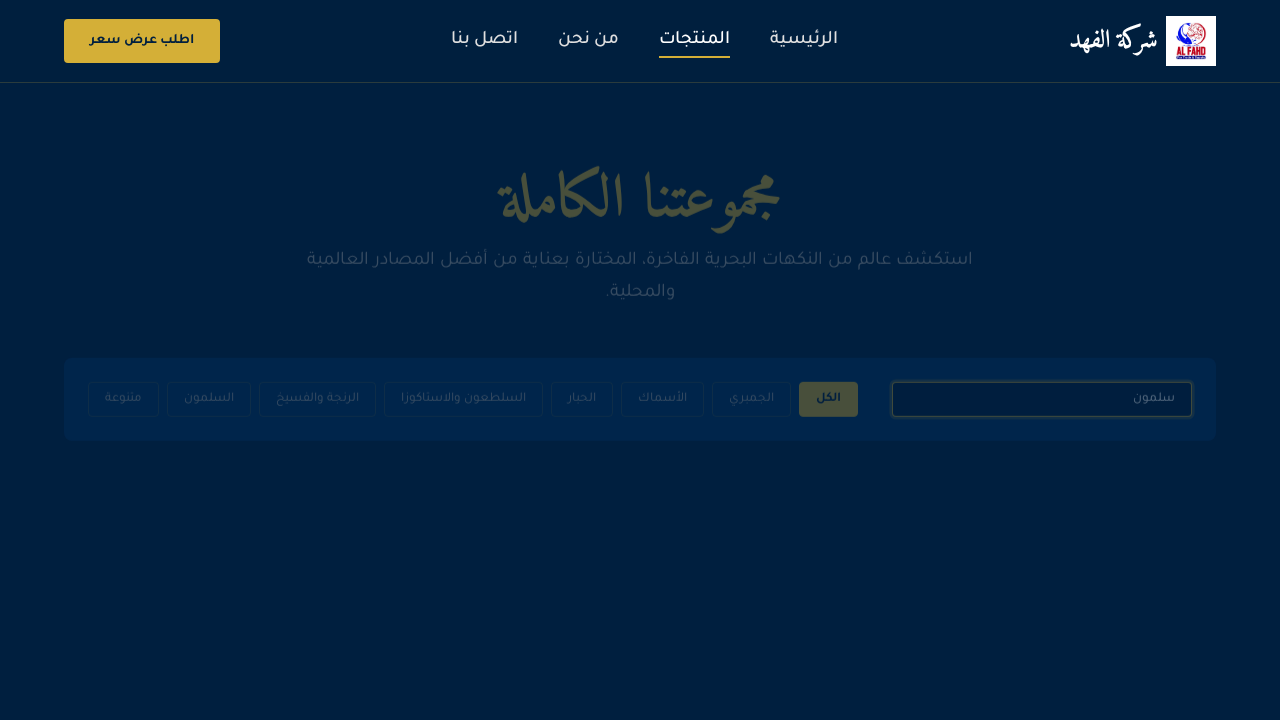 AL FAHD
شركة الفهد
الرئيسية
المنتجات
من نحن
اتصل بنا
اطلب عرض سعر
مجموعتنا الكاملة
استكشف عالم من النكهات البحرية الفاخرة، المختارة بعناية من أفضل المصادر العالمية
والمحلية.
سلمون
الكل
الجمبري
الأسماك
الحبار
السلطعون والاستاكوزا
الرنجة والفسيخ
السلمون
متنوعة